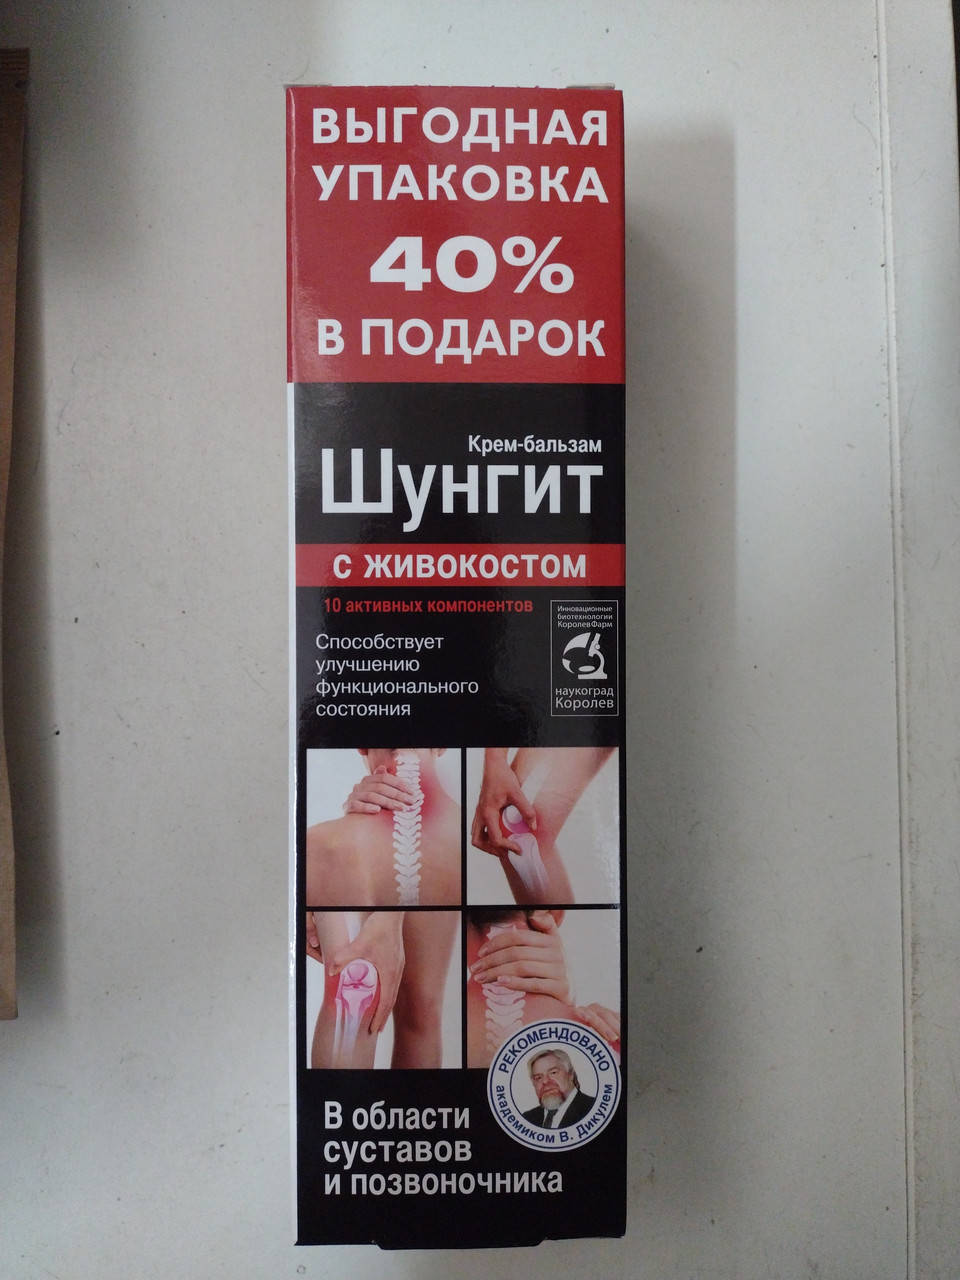 ВЫГОДНАЯ
УПАКОВКА
40%
В ПОДАРОК
Крем-бальзам
Шунгит
с живокостом
10 активных компонентов
Способствует
улучшению
функционального
состояния
Инновационные
биотехнологии
КоролевФарм
наукоград
Королев
РЕКОМЕНДОВАНО
академиком В. Дикулем
В области
суставов
и позвоночника